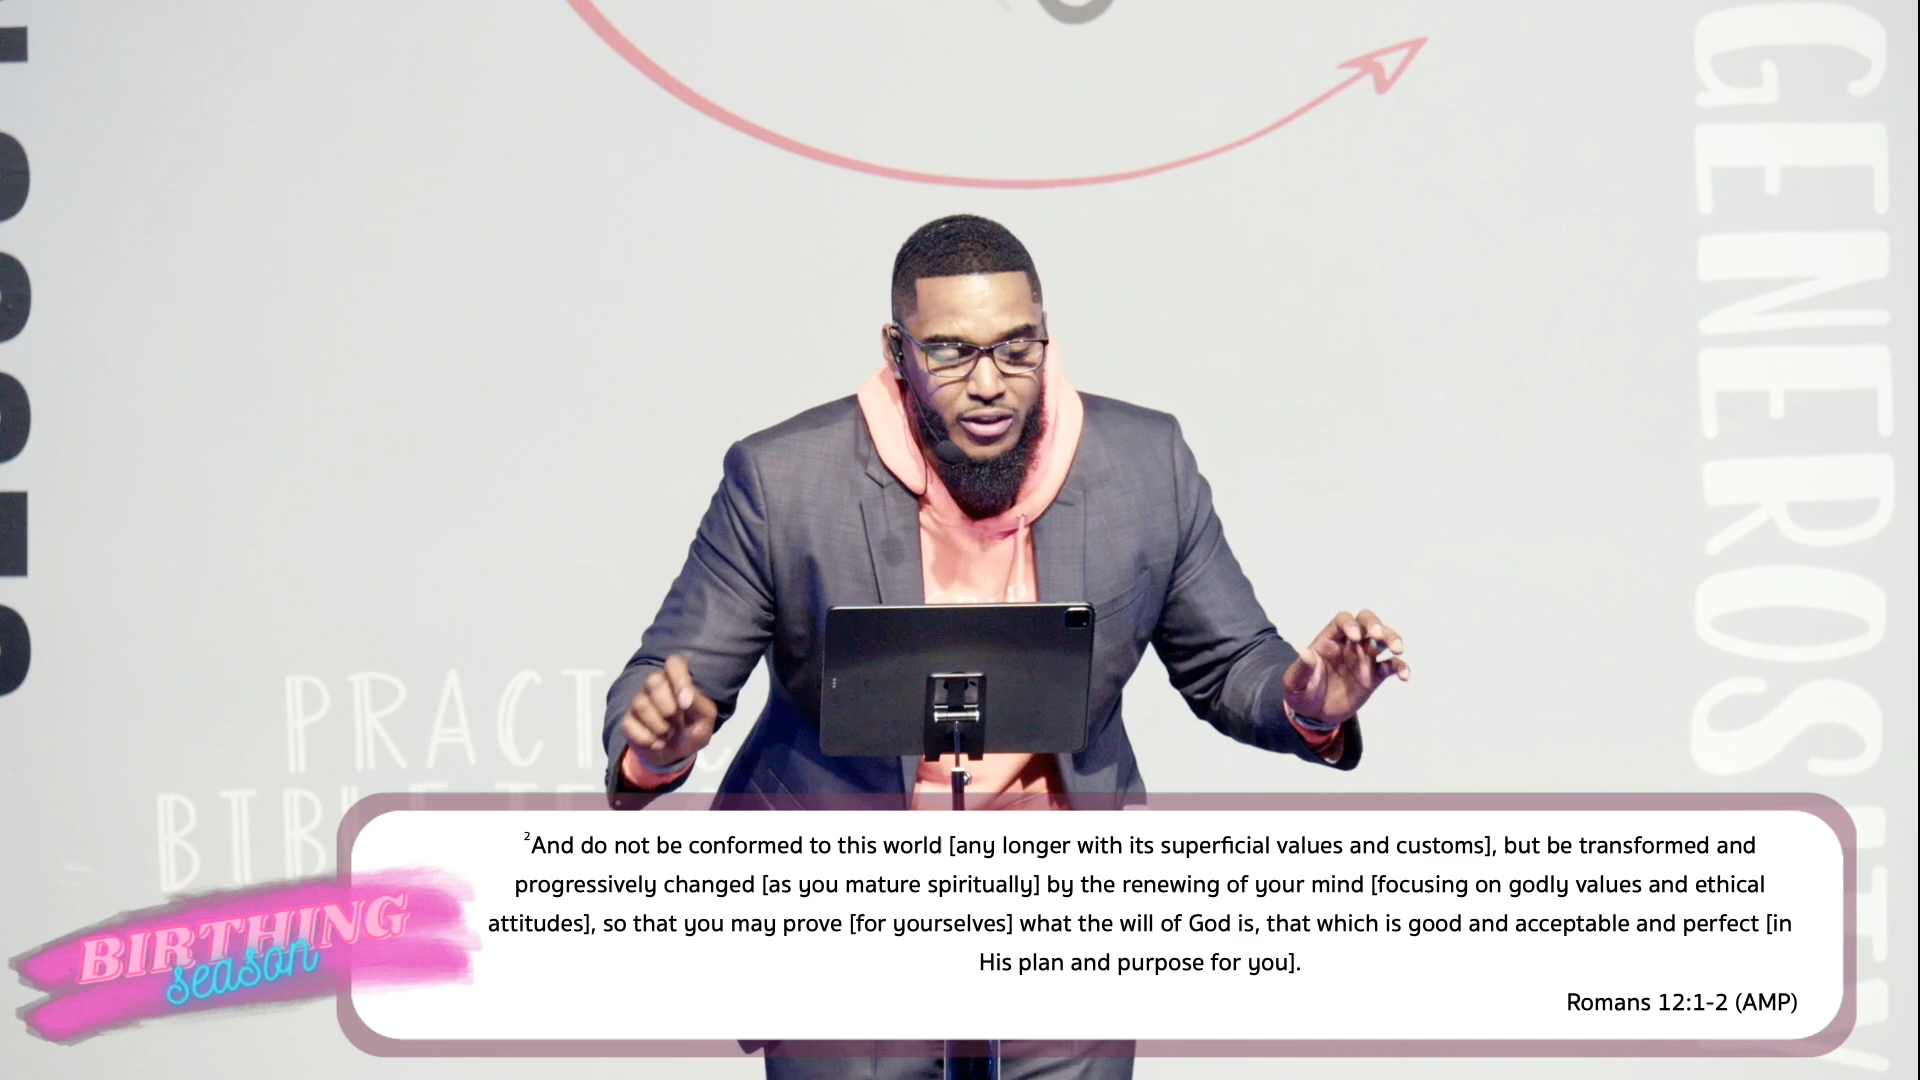 GENEROSITY
PRACT
BIBLE TE
²And do not be conformed to this world [any longer with its superficial values and customs], but be transformed and
progressively changed [as you mature spiritually] by the renewing of your mind [focusing on godly values and ethical
attitudes], so that you may prove [for yourselves] what the will of God is, that which is good and acceptable and perfect [in
His plan and purpose for you].
Romans 12:1-2 (AMP)
BIRTHING
season